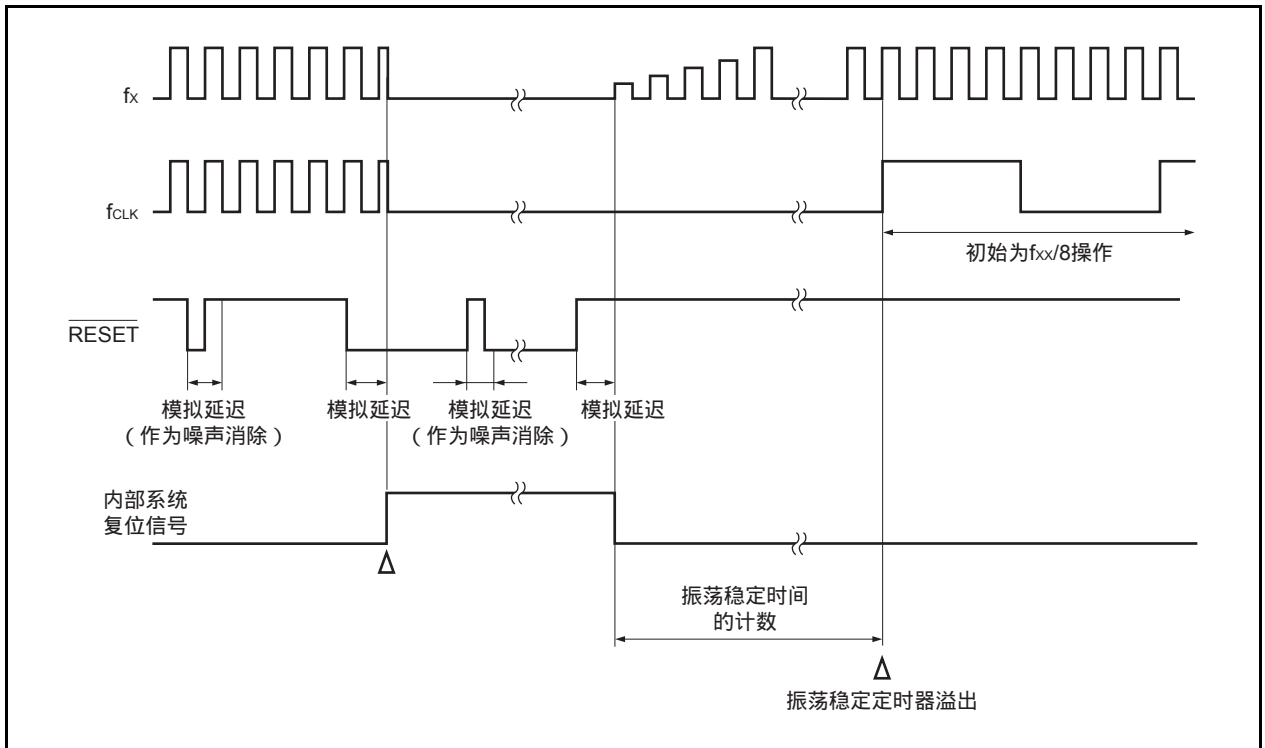 fX
fCLK
初始为fXX/8操作
RESET
模拟延迟
(作为噪声消除)
模拟延迟
模拟延迟
(作为噪声消除)
模拟延迟
内部系统
复位信号
振荡稳定时间
的计数
振荡稳定定时器溢出